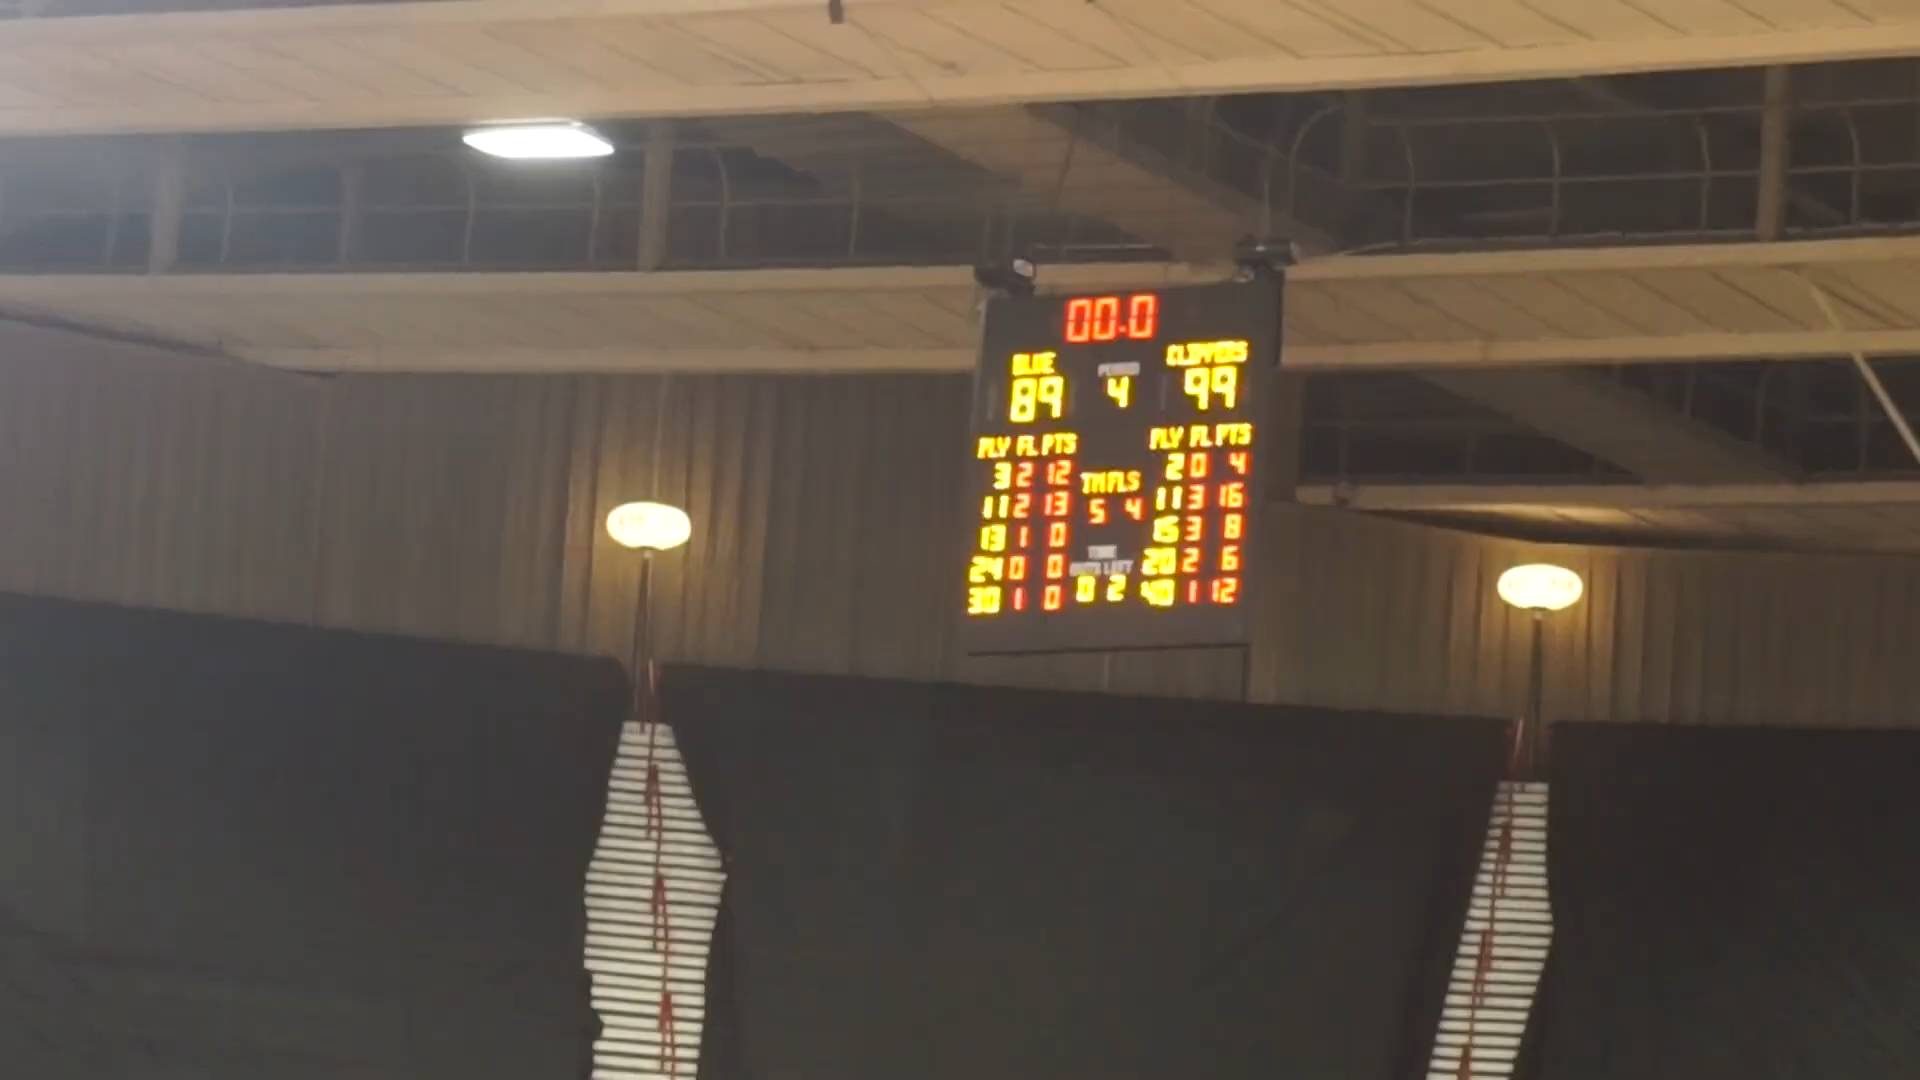 00.0
BLUE PERIOD CLIPPERS
89 4 99
PLY FL PTS PLY FL PTS
3 2 12 2 0 4
TM FLS
11 2 13 5 4 11 3 16
13 1 0 15 3 8
TIME
OUTS LEFT
24 0 0 20 2 6
30 1 0 0 2 40 1 12